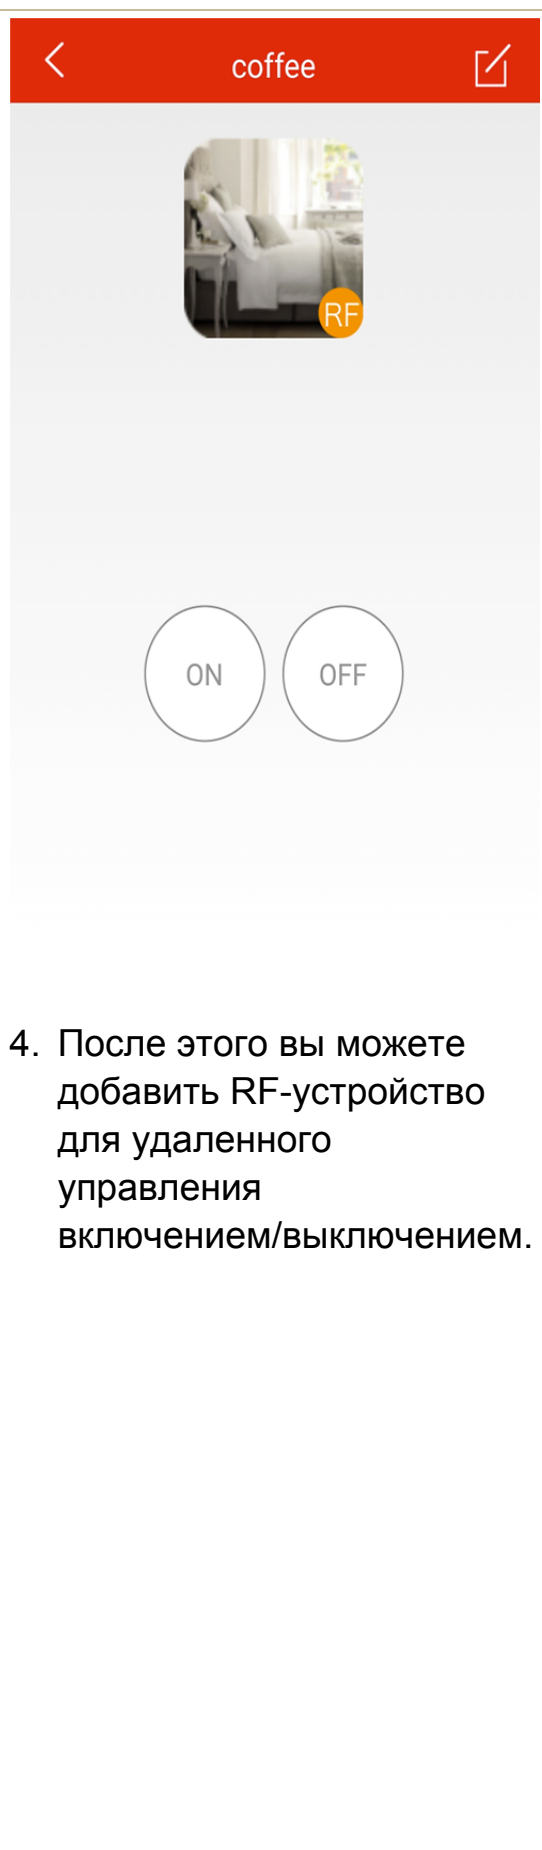 coffee
RF
ON OFF
4. После этого вы можете
добавить RF-устройство
для удаленного
управления
включением/выключением.